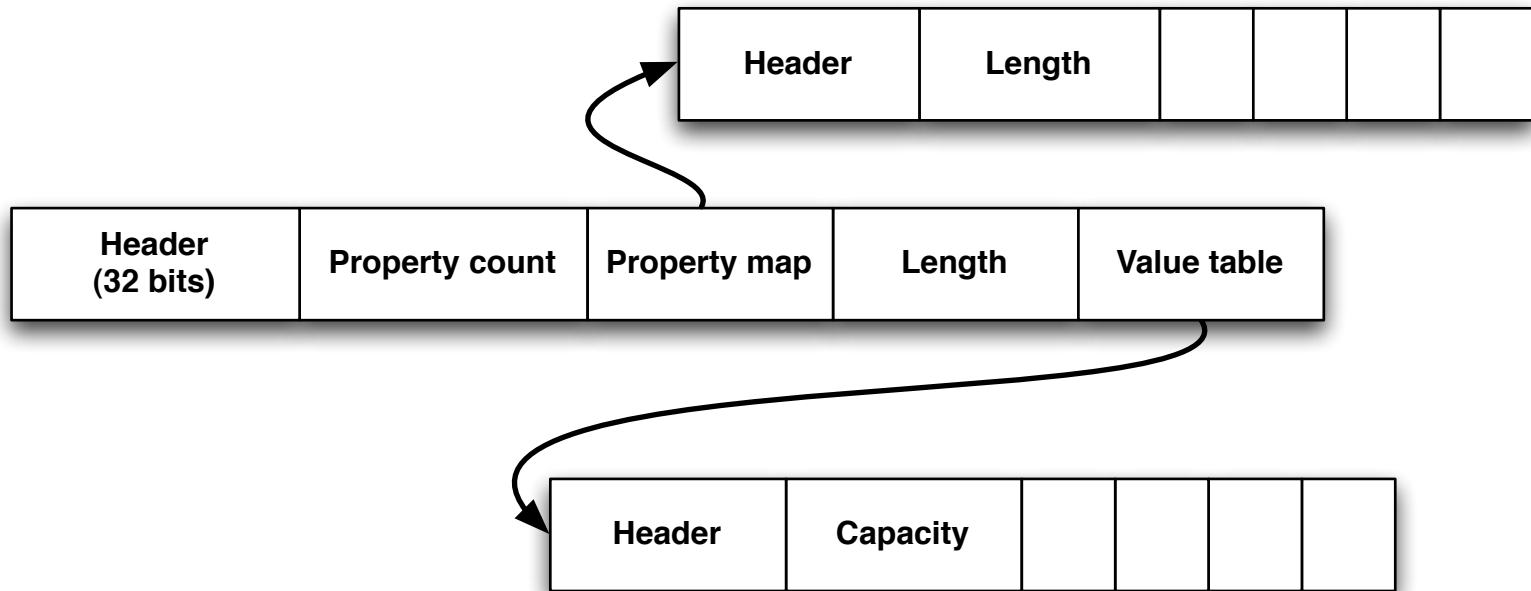 Header
Length
Header
(32 bits)
Property count
Property map
Length
Value table
Header
Capacity